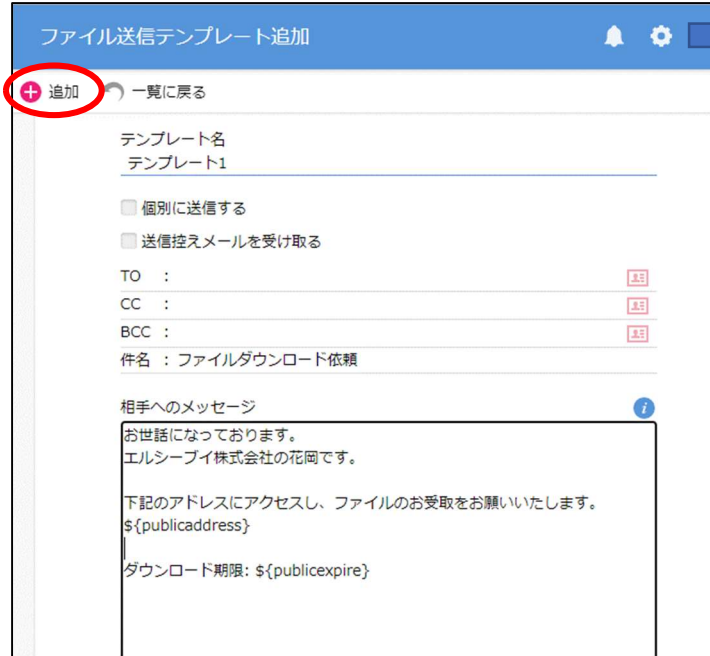 ファイル送信テンプレート追加
追加 一覧に戻る
テンプレート名
テンプレート1
個別に送信する
送信控えメールを受け取る
TO :
CC :
BCC :
件名 : ファイルダウンロード依頼
相手へのメッセージ
お世話になっております。
エルシーブイ株式会社の花岡です。
下記のアドレスにアクセスし、ファイルのお受取をお願いいたします。
${publicaddress}
ダウンロード期限: ${publicexpire}